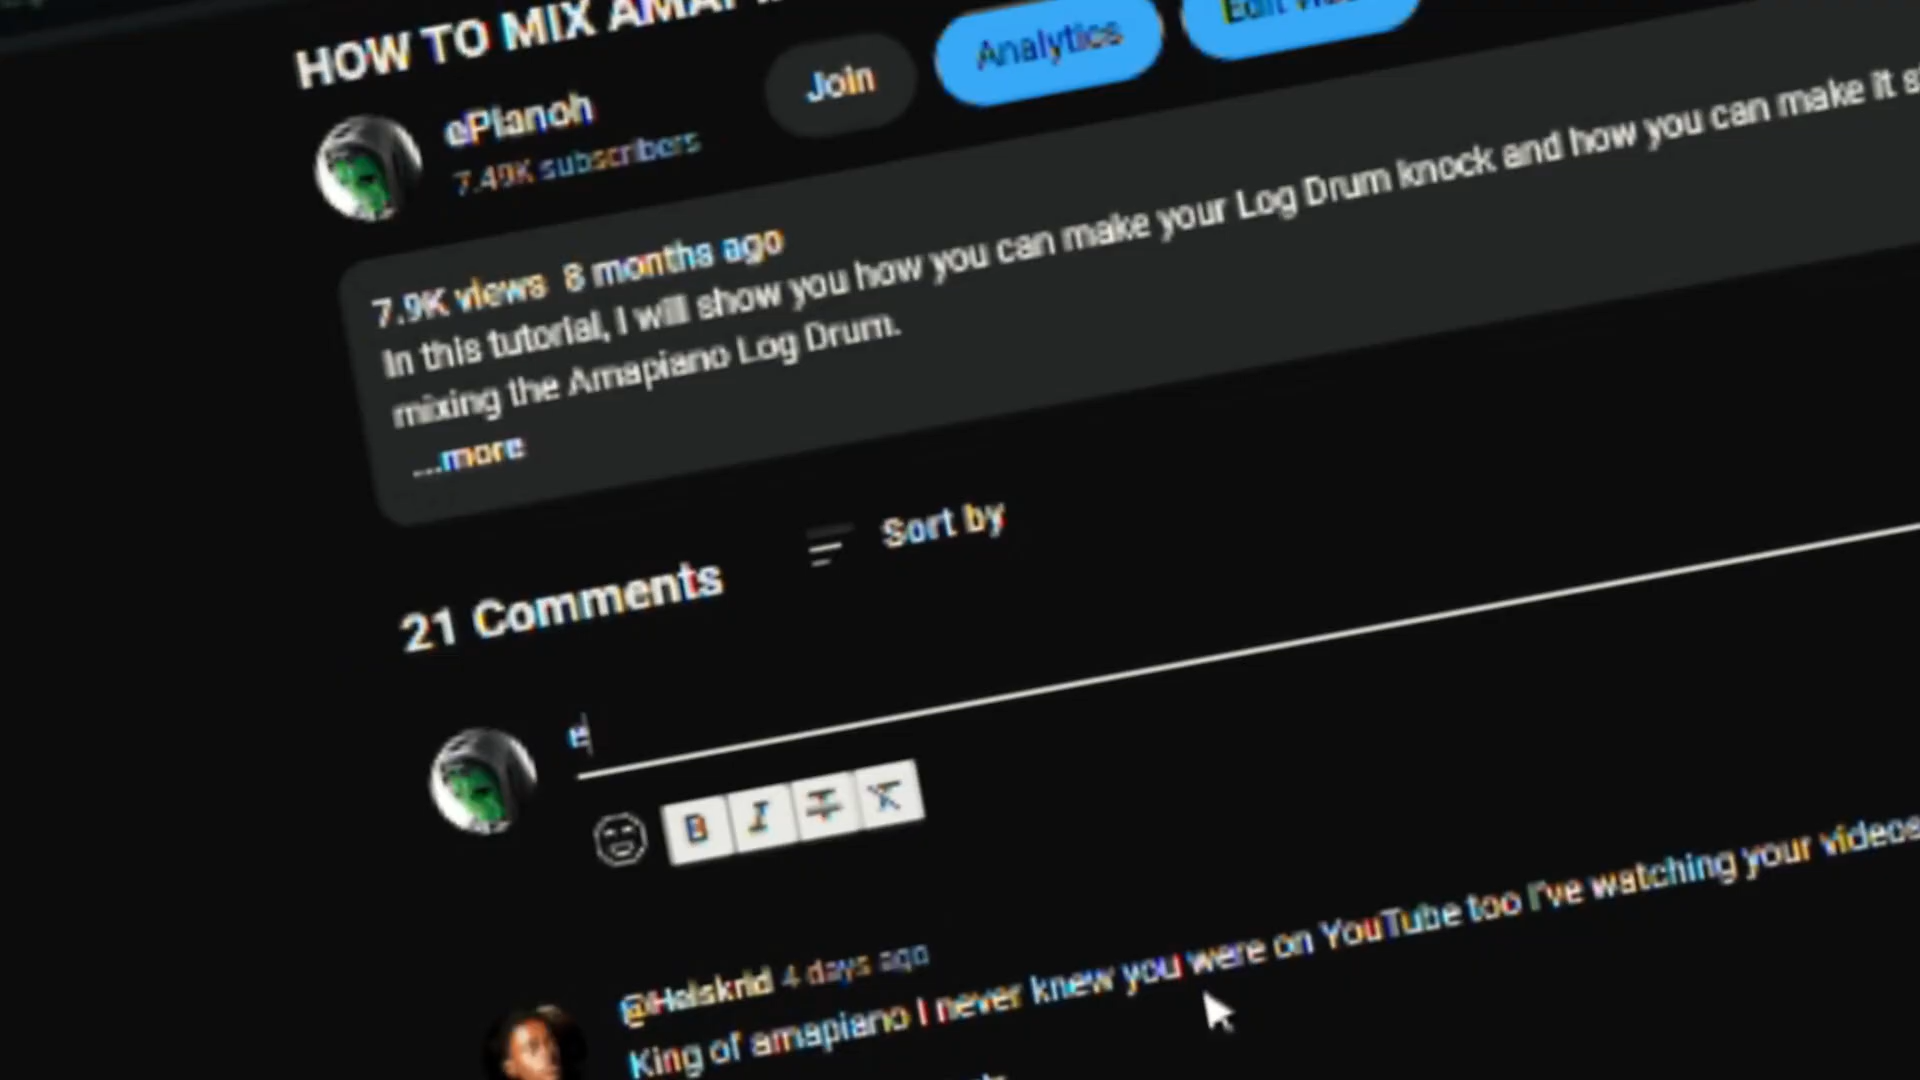 HOW TO MIX
ePianoh
7.49K subscribers
Join
Analytics
Edit
7.9K views 8 months ago
In this tutorial, I will show you how you can make your Log Drum knock and how you can make it
mixing the Amapiano Log Drum.
...more
21 Comments
Sort by
e
B I T
@Helskrid 4 days ago
King of amapiano I never knew you were on YouTube too I've watching your videos